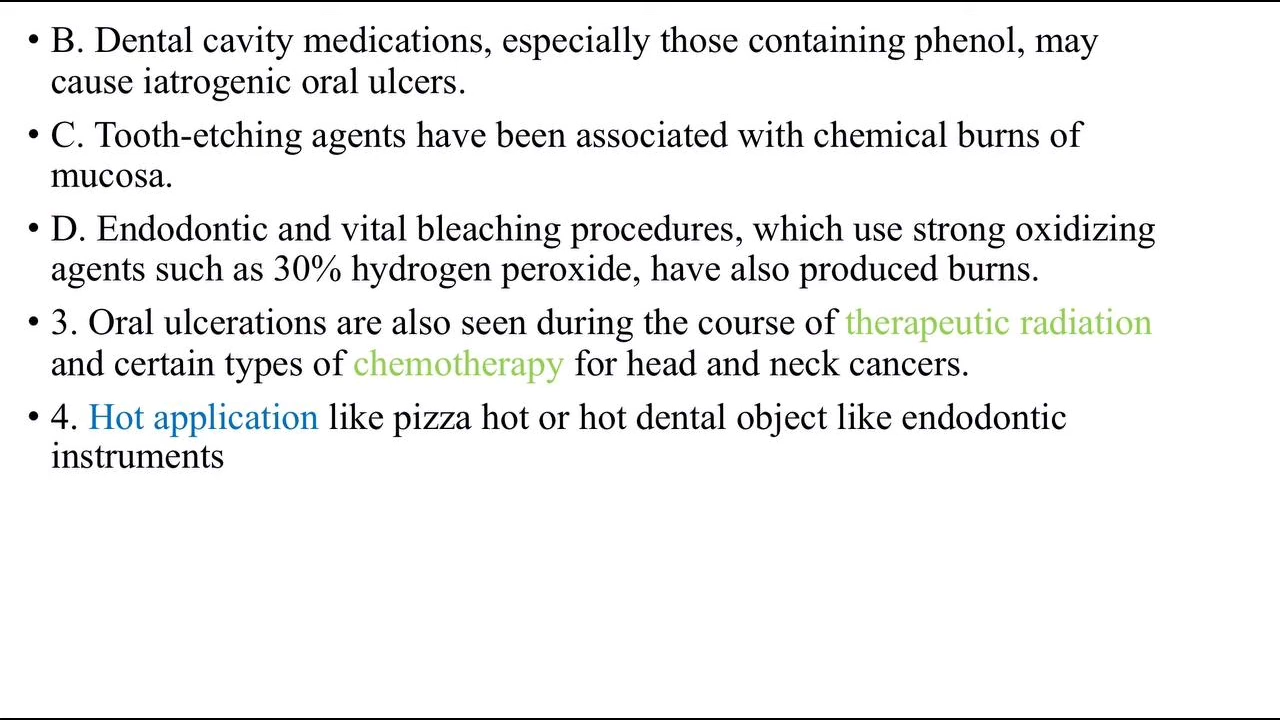 • B. Dental cavity medications, especially those containing phenol, may
cause iatrogenic oral ulcers.
• C. Tooth-etching agents have been associated with chemical burns of
mucosa.
• D. Endodontic and vital bleaching procedures, which use strong oxidizing
agents such as 30% hydrogen peroxide, have also produced burns.
• 3. Oral ulcerations are also seen during the course of therapeutic radiation
and certain types of chemotherapy for head and neck cancers.
• 4. Hot application like pizza hot or hot dental object like endodontic
instruments